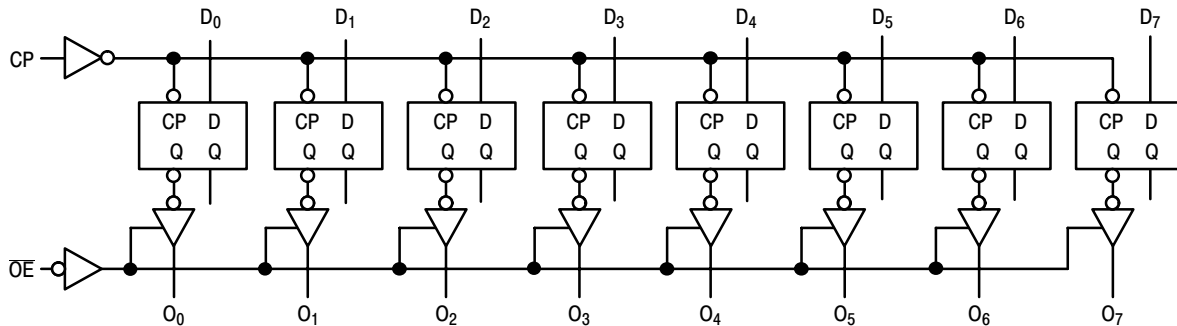 D₀ D₁ D₂ D₃ D₄ D₅ D₆ D₇
CP
CP D CP D CP D CP D CP D CP D CP D CP D
Q Q Q Q Q Q Q Q Q Q Q Q Q Q Q Q
O̅E̅
O₀ O₁ O₂ O₃ O₄ O₅ O₆ O₇